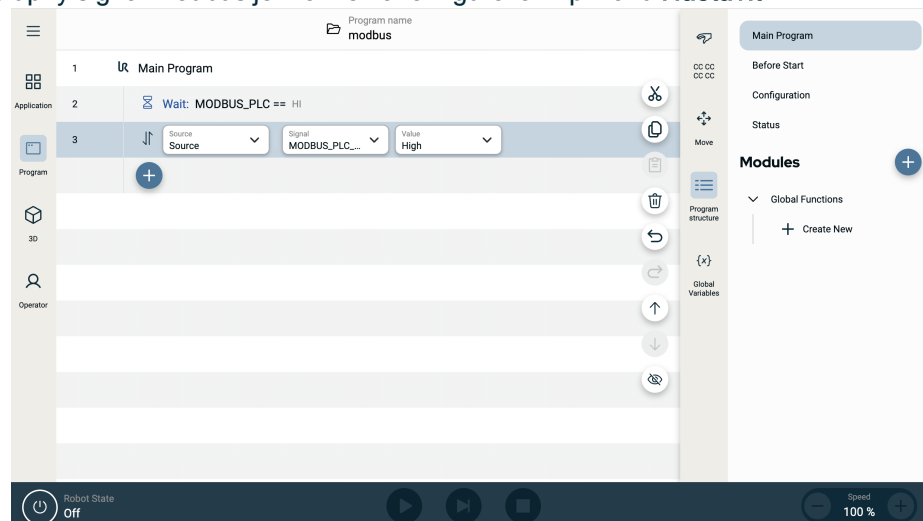 Program name
modbus
1 Main Program
2 Wait: MODBUS_PLC == HI
3 Source Source Signal MODBUS_PLC_... Value High
Application
Program
3D
Operator
CC CC
CC CC
Move
Program
structure
{x}
Global
Variables
Main Program
Before Start
Configuration
Status
Modules
Global Functions
Create New
Robot State
Off
Speed
100 %